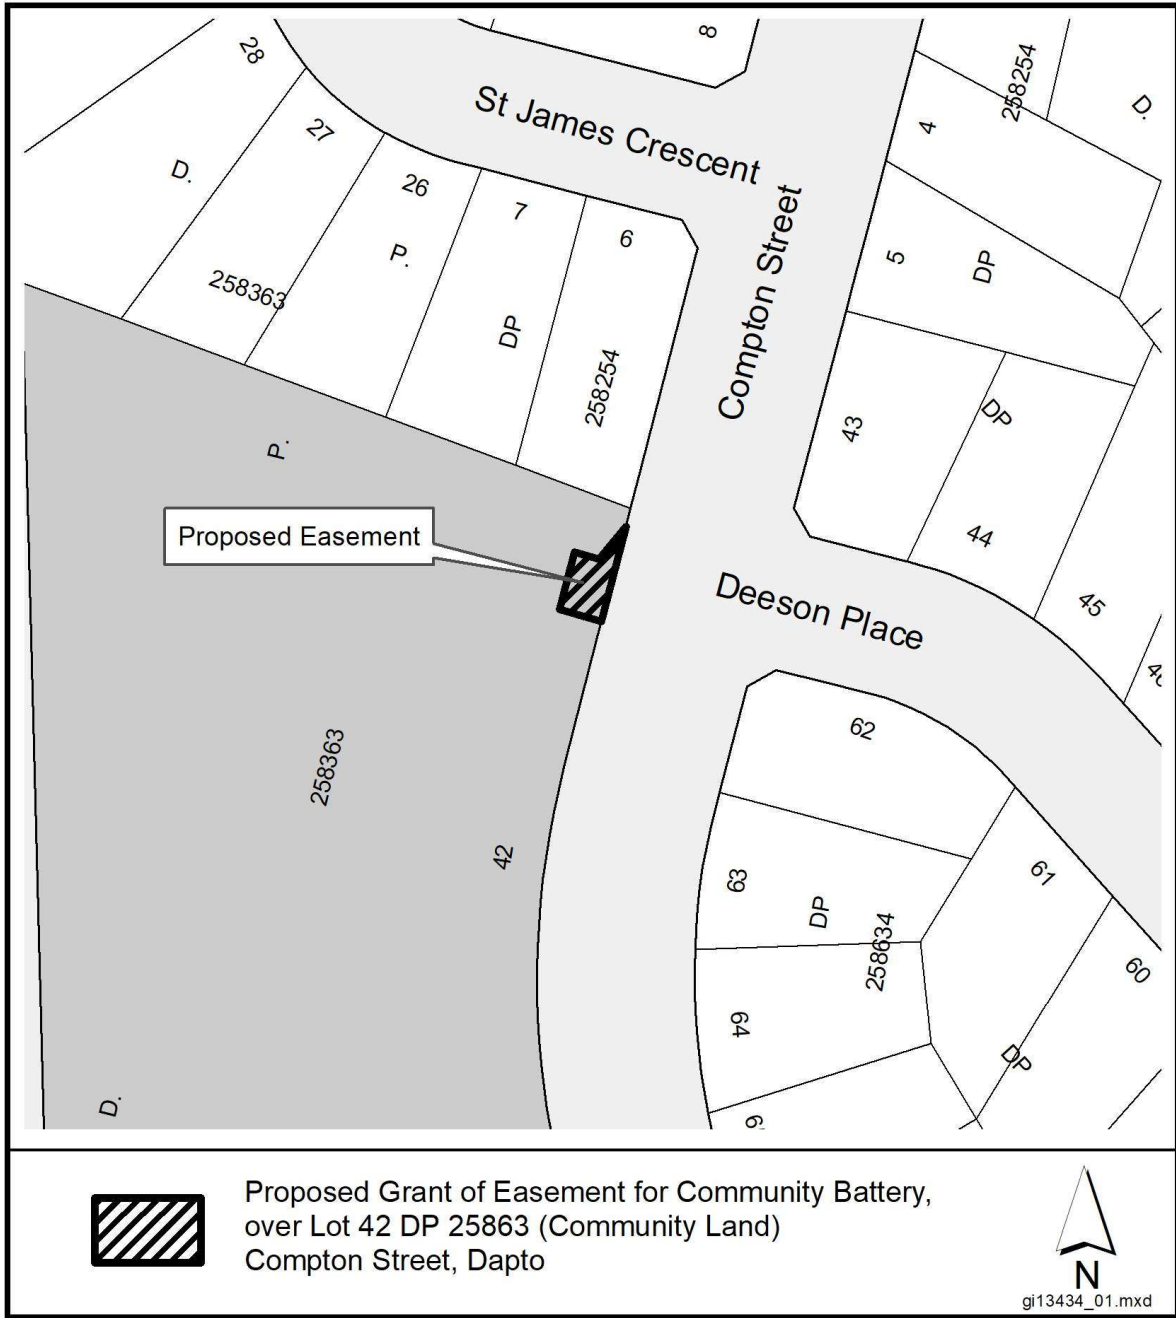 28
8
St James Crescent
258254
D.
4
27
D.
26
7
6
P.
Compton Street
5
DP
258363
DP
258254
43
DP
P.
Proposed Easement
44
Deeson Place
45
62
258363
42
63
DP
258634
61
60
64
DP
D.
Proposed Grant of Easement for Community Battery,
over Lot 42 DP 25863 (Community Land)
Compton Street, Dapto
N
gi13434_01.mxd